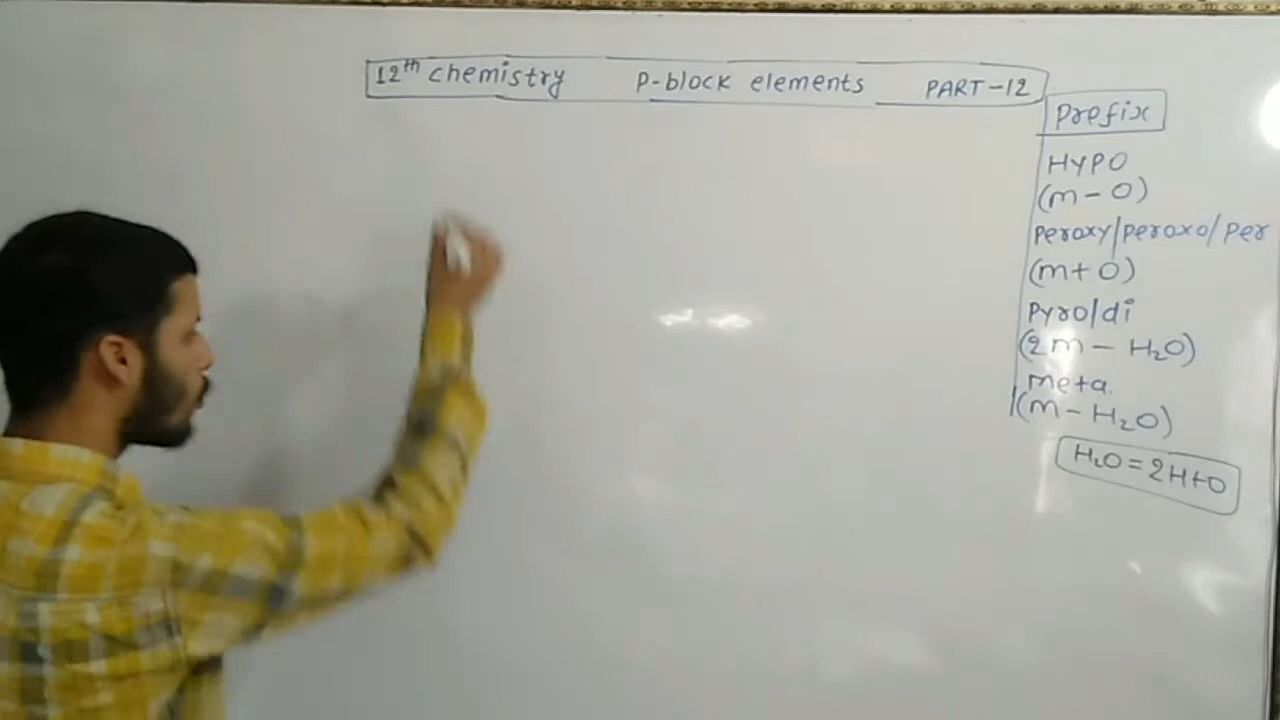 12th chemistry P-block elements PART-12
Prefix
HYPO
(m-O)
Peroxy/Peroxo/Per
(m+O)
Pyro/di
(2m - H₂O)
meta.
(m-H₂O)
H₂O = 2H+O